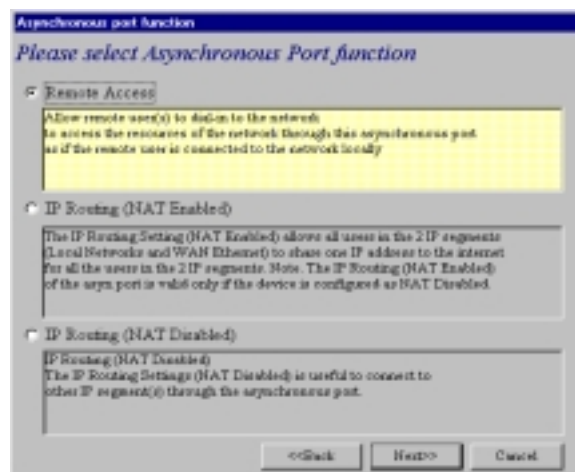 Asynchronous port function
Please select Asynchronous Port function
Remote Access
Allow remote user(s) to dial-in to the network
to access the resources of the network through this asynchronous port
as if the remote user is connected to the network locally
IP Routing (NAT Enabled)
The IP Routing Setting (NAT Enabled) allows all users in the 2 IP segments
(Local Networks and WAN Ethernet) to share one IP address to the internet
for all the users in the 2 IP segments. Note. The IP Routing (NAT Enabled)
of the asyn port is valid only if the device is configured as NAT Disabled.
IP Routing (NAT Disabled)
IP Routing (NAT Disabled)
The IP Routing Settings (NAT Disabled) is useful to connect to
other IP segment(s) through the asynchronous port.
<<Back
Next>>
Cancel